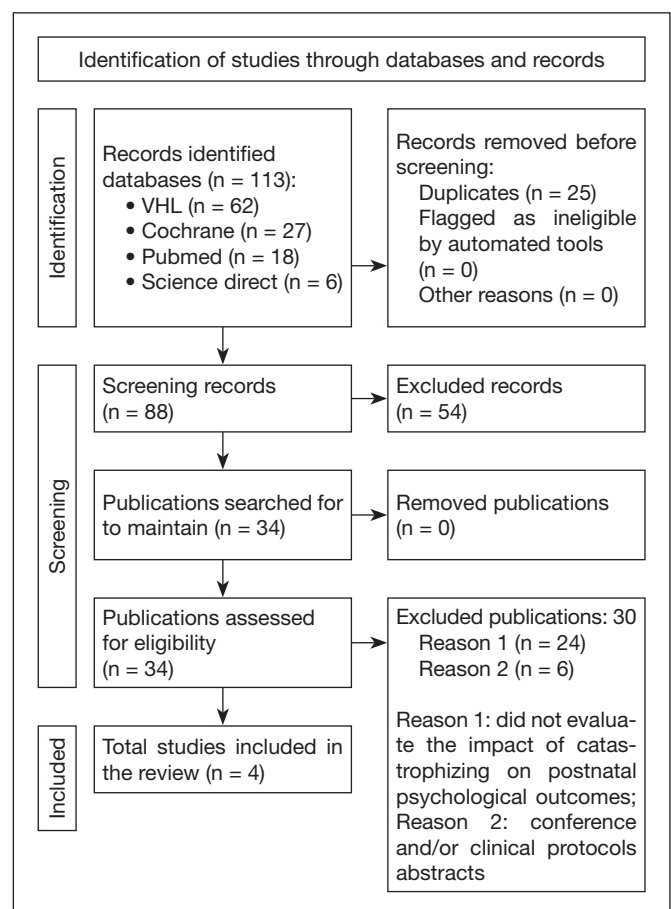 Identification of studies through databases and records
Identification
Records identified
databases (n = 113):
• VHL (n = 62)
• Cochrane (n = 27)
• Pubmed (n = 18)
• Science direct (n = 6)
Records removed before
screening:
Duplicates (n = 25)
Flagged as ineligible
by automated tools
(n = 0)
Other reasons (n = 0)
Screening
Screening records
(n = 88)
Excluded records
(n = 54)
Publications searched for
to maintain (n = 34)
Removed publications
(n = 0)
Publications assessed
for eligibility
(n = 34)
Excluded publications: 30
Reason 1 (n = 24)
Reason 2 (n = 6)
Reason 1: did not evalua-
te the impact of catas-
trophizing on postnatal
psychological outcomes;
Reason 2: conference
and/or clinical protocols
abstracts
Included
Total studies included in
the review (n = 4)